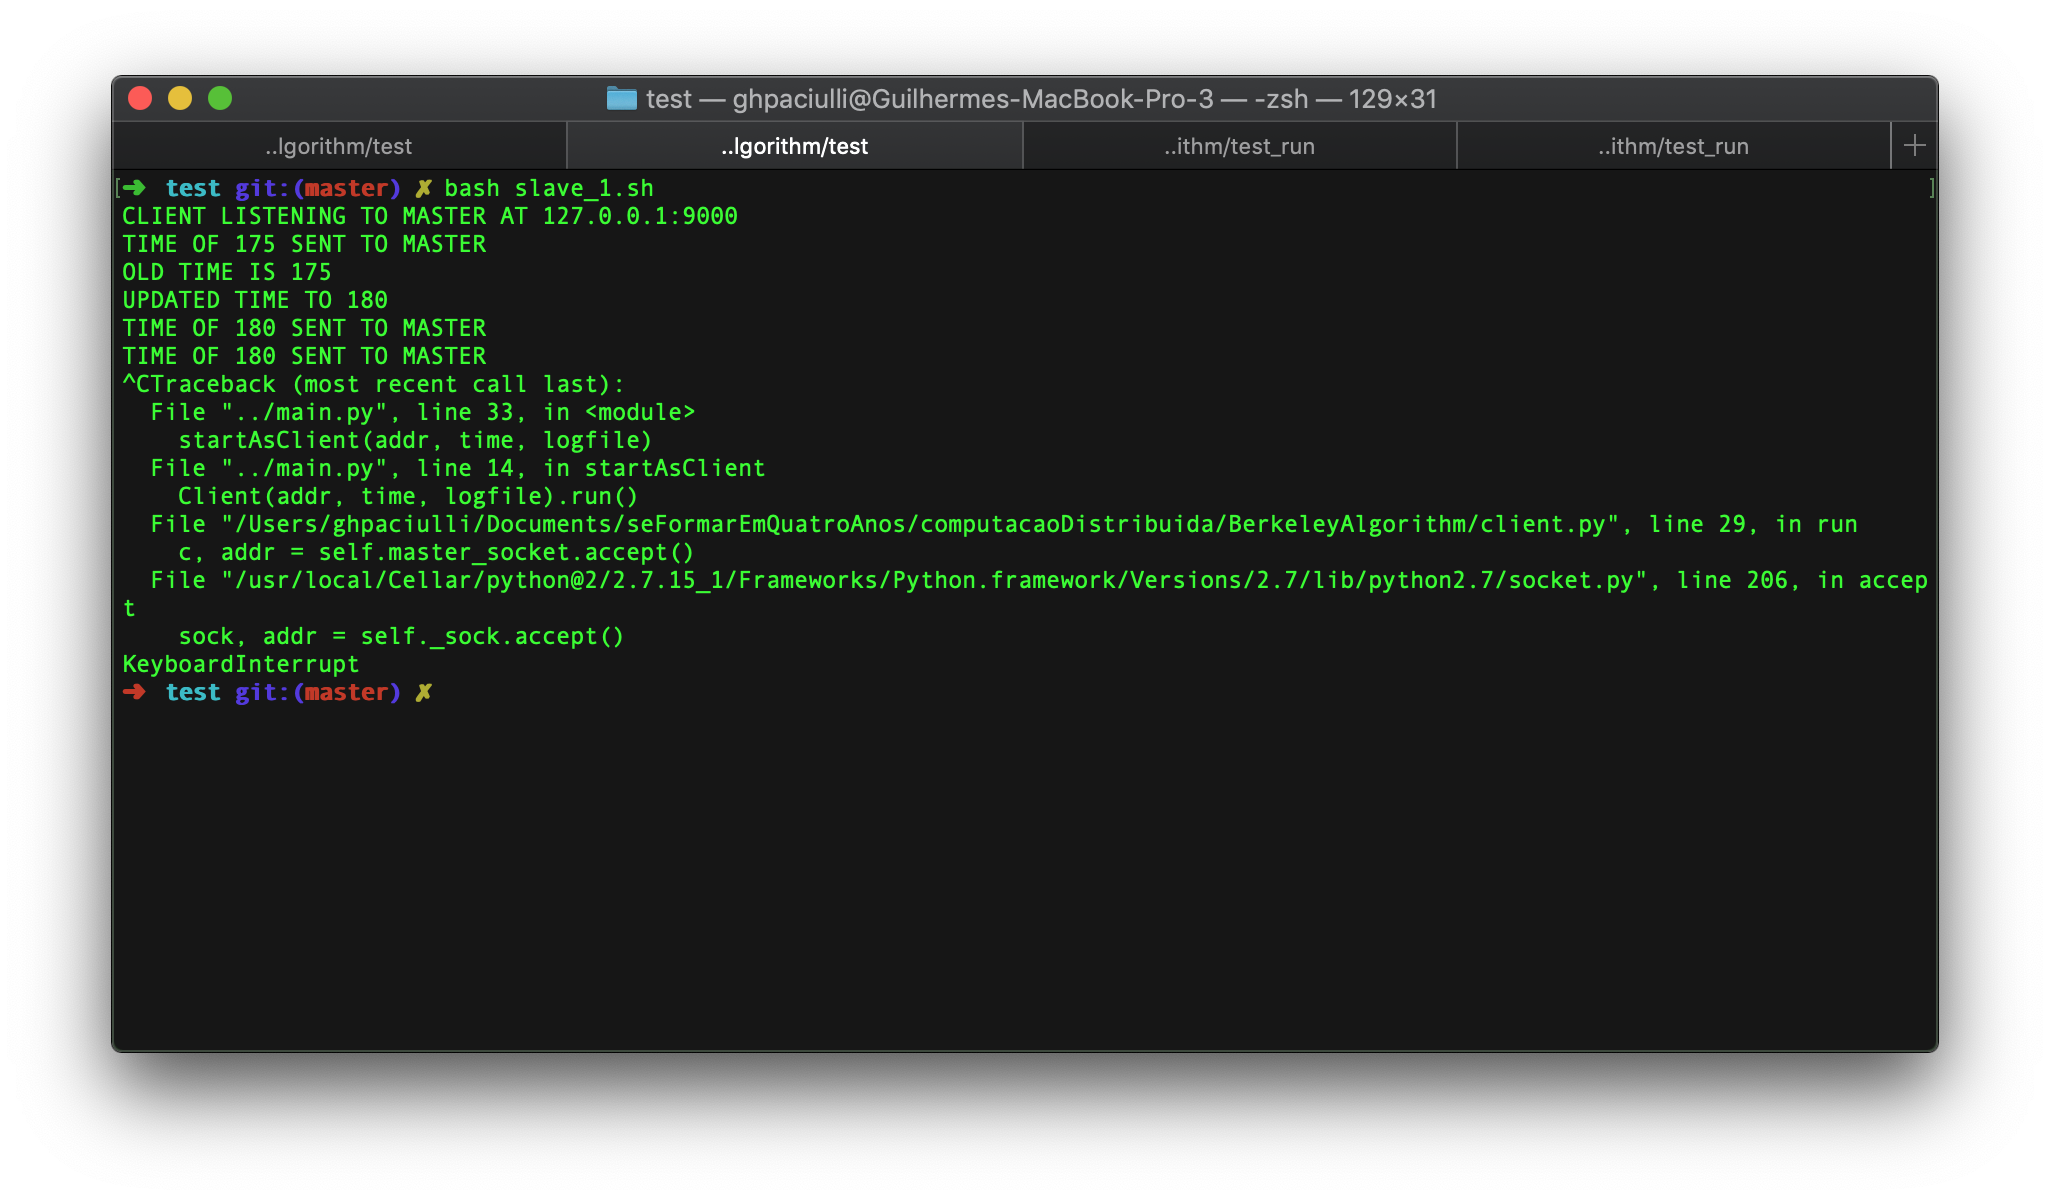 test — ghpaciulli@Guilhermes-MacBook-Pro-3 — -zsh — 129×31
..lgorithm/test ..lgorithm/test ..ithm/test_run ..ithm/test_run +
[➜  test git:(master) ✗ bash slave_1.sh ]
CLIENT LISTENING TO MASTER AT 127.0.0.1:9000
TIME OF 175 SENT TO MASTER
OLD TIME IS 175
UPDATED TIME TO 180
TIME OF 180 SENT TO MASTER
TIME OF 180 SENT TO MASTER
^CTraceback (most recent call last):
  File "../main.py", line 33, in <module>
    startAsClient(addr, time, logfile)
  File "../main.py", line 14, in startAsClient
    Client(addr, time, logfile).run()
  File "/Users/ghpaciulli/Documents/seFormarEmQuatroAnos/computacaoDistribuida/BerkeleyAlgorithm/client.py", line 29, in run
    c, addr = self.master_socket.accept()
  File "/usr/local/Cellar/python@2/2.7.15_1/Frameworks/Python.framework/Versions/2.7/lib/python2.7/socket.py", line 206, in accep
t
    sock, addr = self._sock.accept()
KeyboardInterrupt
➜  test git:(master) ✗